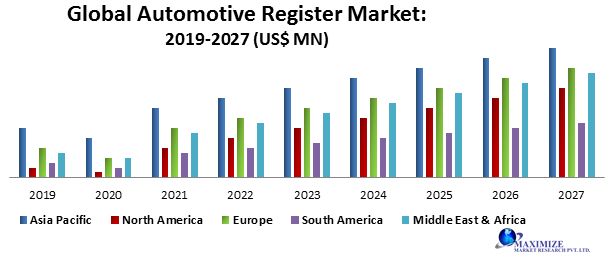 Global Automotive Register Market:
2019-2027 (US$ MN)
2019 2020 2021 2022 2023 2024 2025 2026 2027
Asia Pacific North America Europe South America Middle East & Africa
MAXIMIZE
MARKET RESEARCH PVT. LTD.